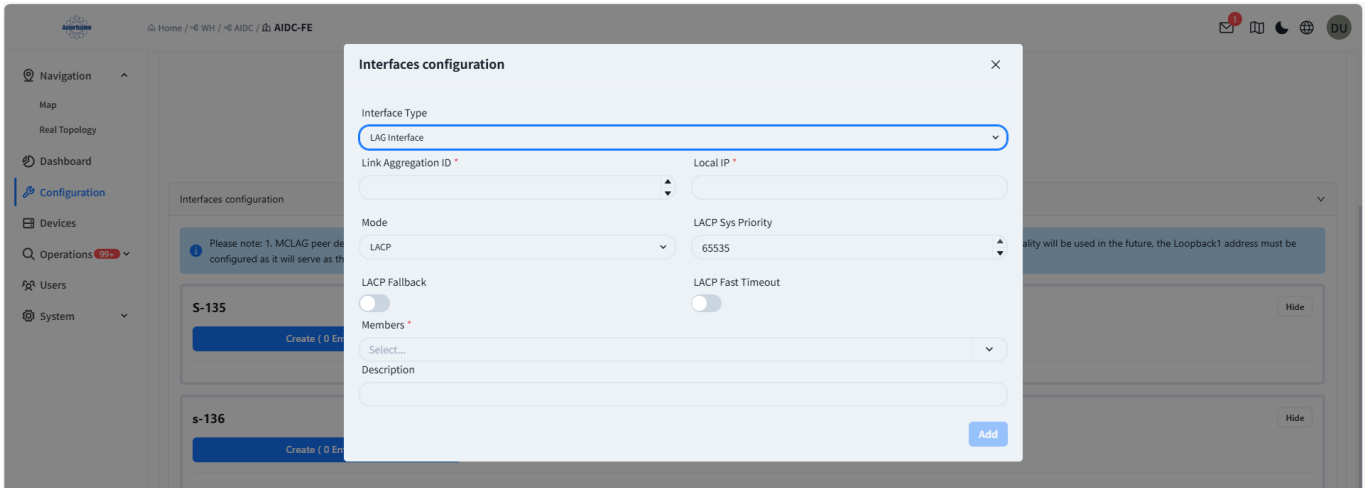 Asterfusion
Home / WH / AIDC / AIDC-FE
1
DU
Navigation
Map
Real Topology
Dashboard
Configuration
Devices
Operations 99+
Users
System
Interfaces configuration
Interface Type
LAG Interface
Link Aggregation ID *
Local IP *
Mode
LACP
LACP Sys Priority
65535
LACP Fallback
LACP Fast Timeout
Members *
Select...
Description
Add
Interfaces configuration
Please note: 1. MCLAG peer de
ality will be used in the future, the Loopback1 address must be
configured as it will serve as th
S-135
Hide
Create ( 0 En
s-136
Hide
Create ( 0 En